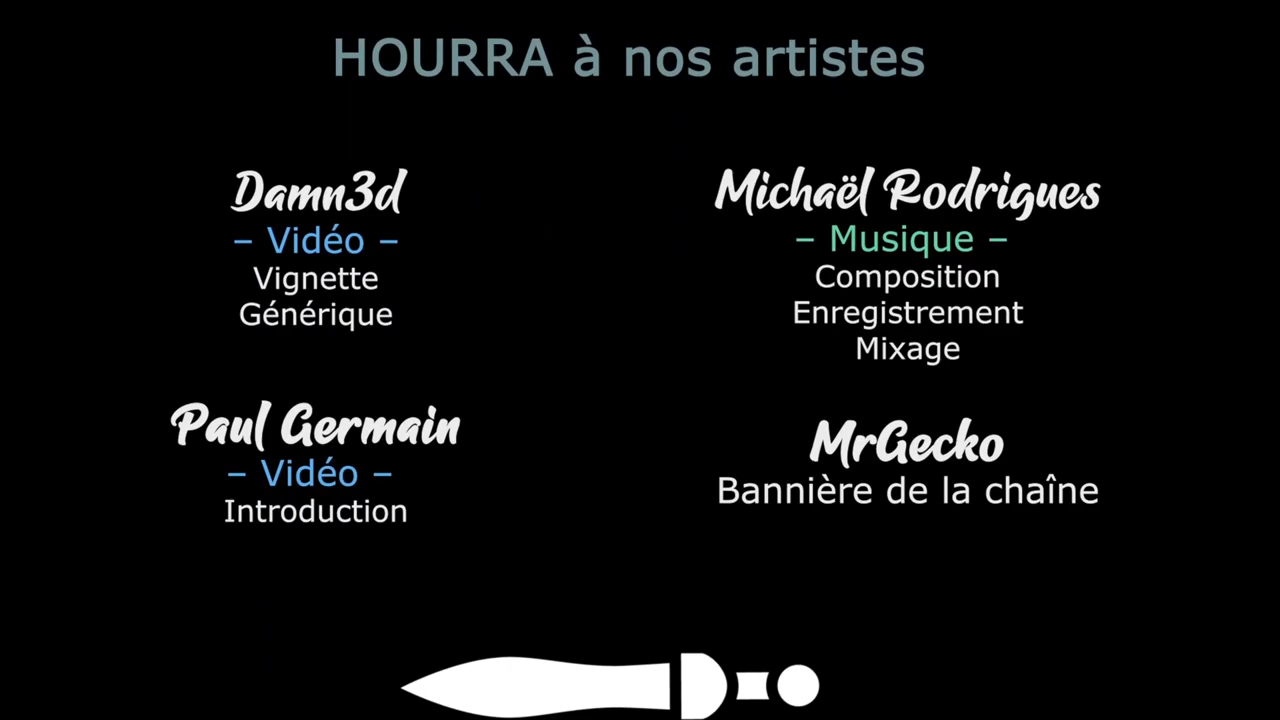 HOURRA à nos artistes
Damn3d
– Vidéo –
Vignette
Générique
Michaël Rodrigues
– Musique –
Composition
Enregistrement
Mixage
Paul Germain
– Vidéo –
Introduction
MrGecko
Bannière de la chaîne